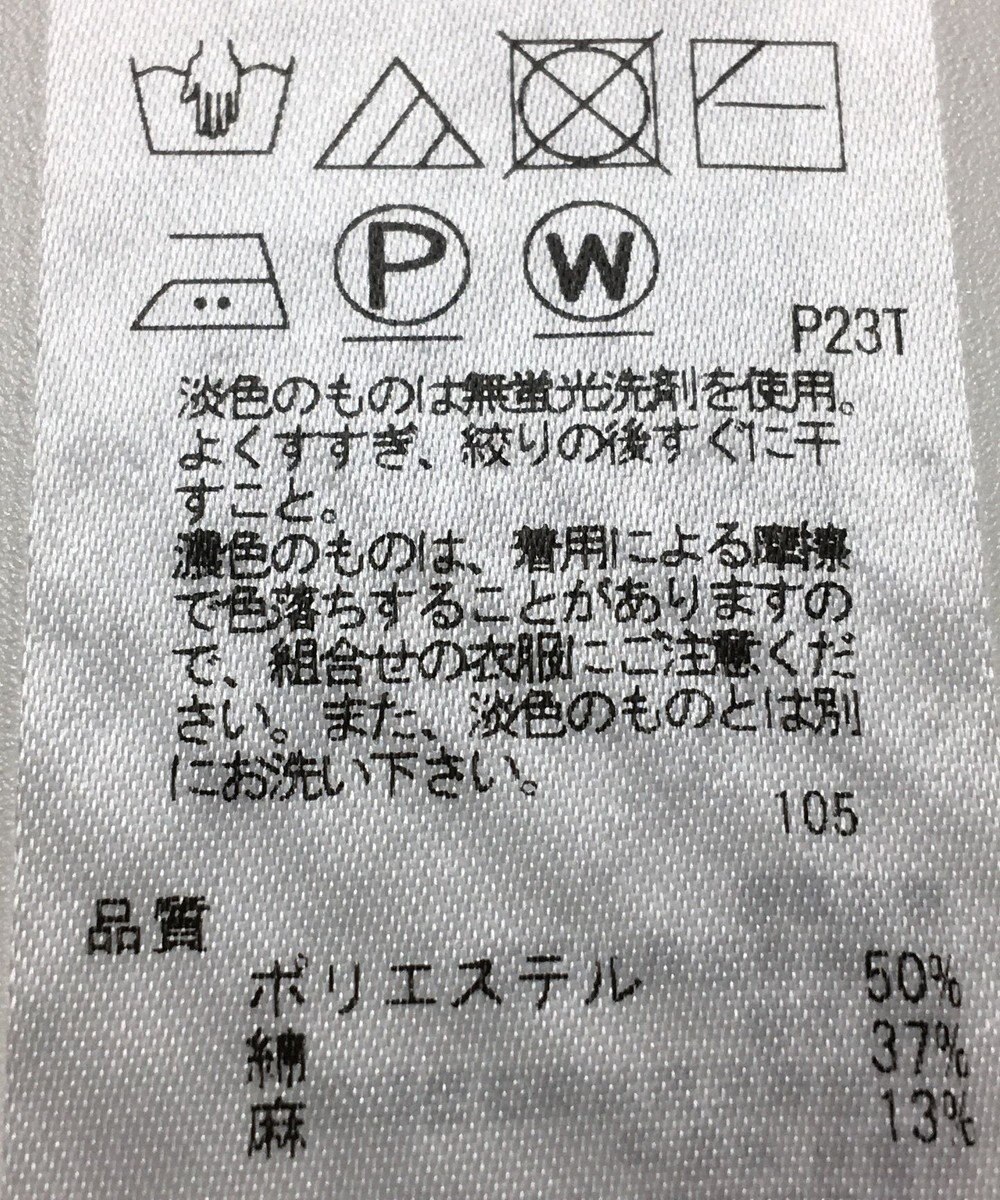 P W
P23T
淡色のものは無蛍光洗剤を使用。
よくすすぎ、絞りの後すぐに干
すこと。
濃色のものは、着用による摩擦
で色落ちすることがありますの
で、組合せの衣服にご注意くだ
さい。また、淡色のものとは別
にお洗い下さい。
105
品質
ポリエステル 50%
綿 37%
麻 13%